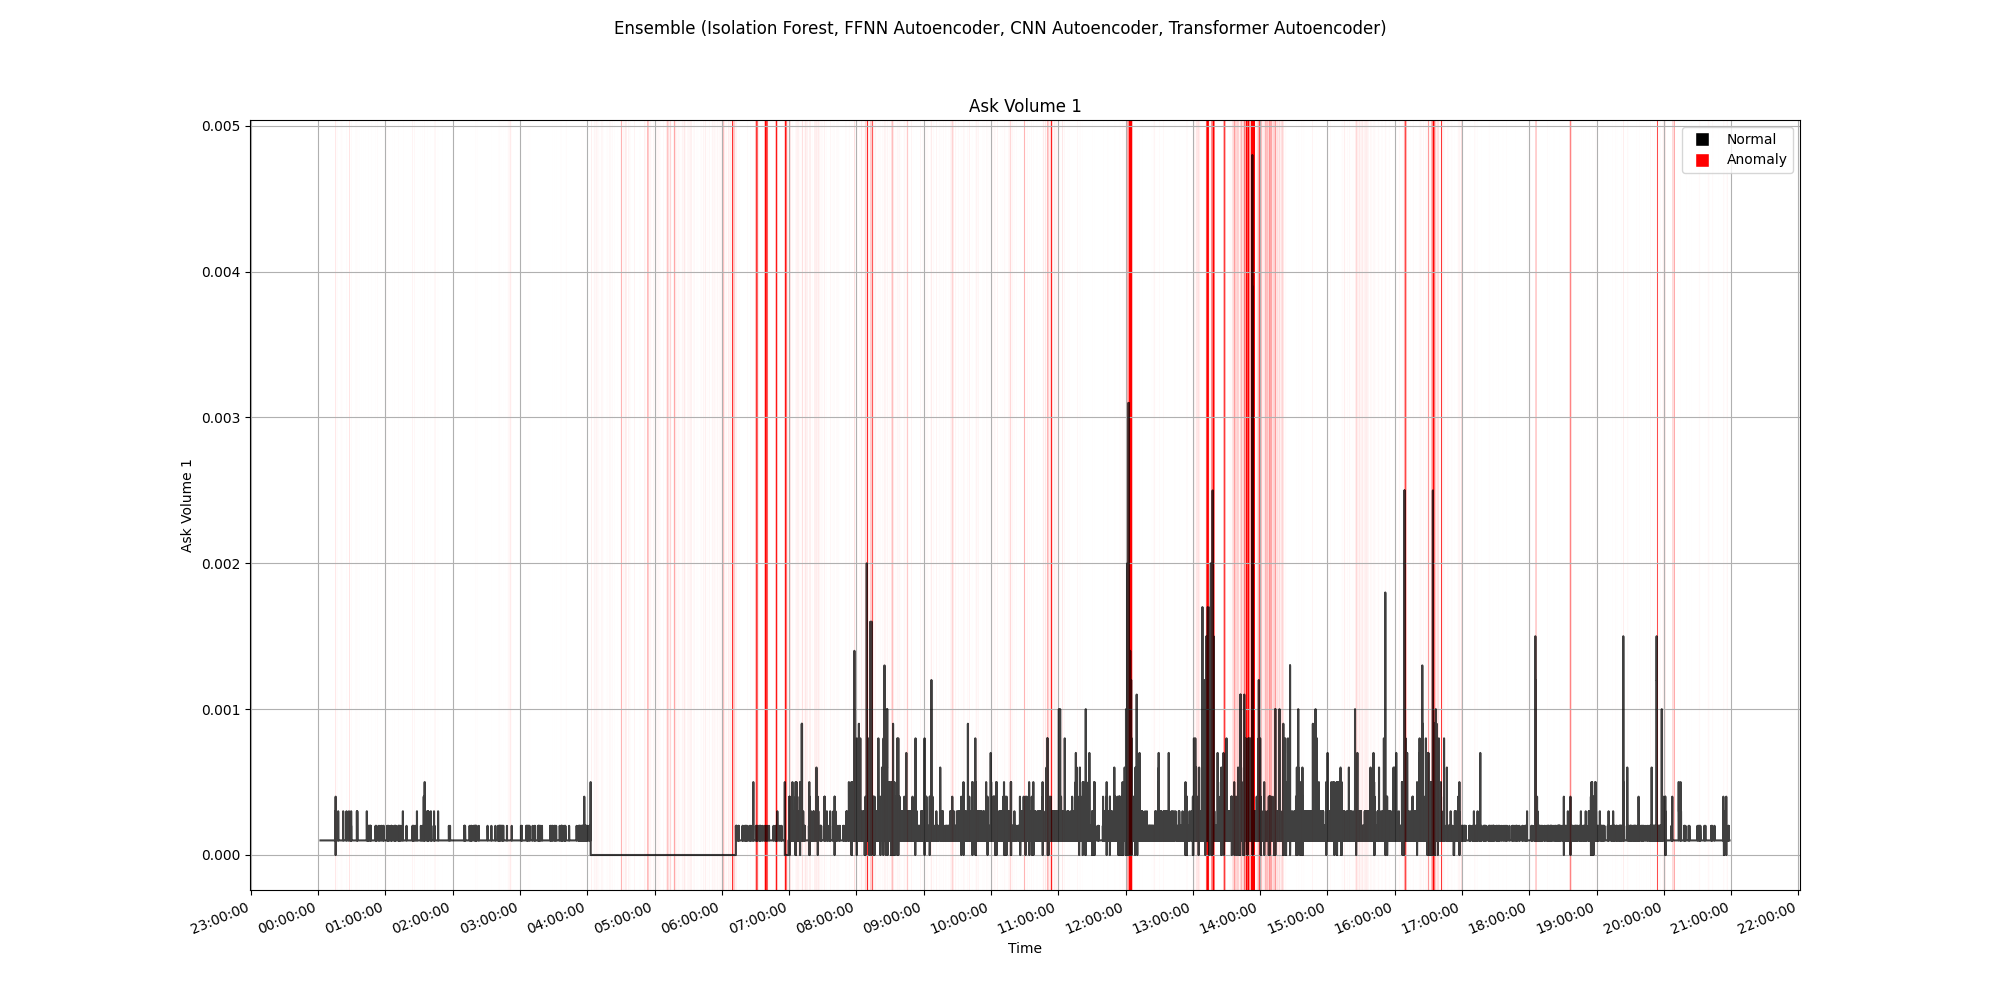 Ensemble (Isolation Forest, FFNN Autoencoder, CNN Autoencoder, Transformer Autoencoder)
Ask Volume 1
0.005
Normal
Anomaly
0.004
0.003
Ask Volume 1
0.002
0.001
0.000
23:00:00 00:00:00 01:00:00 02:00:00 03:00:00 04:00:00 05:00:00 06:00:00 07:00:00 08:00:00 09:00:00 10:00:00 11:00:00 12:00:00 13:00:00 14:00:00 15:00:00 16:00:00 17:00:00 18:00:00 19:00:00 20:00:00 21:00:00 22:00:00
Time